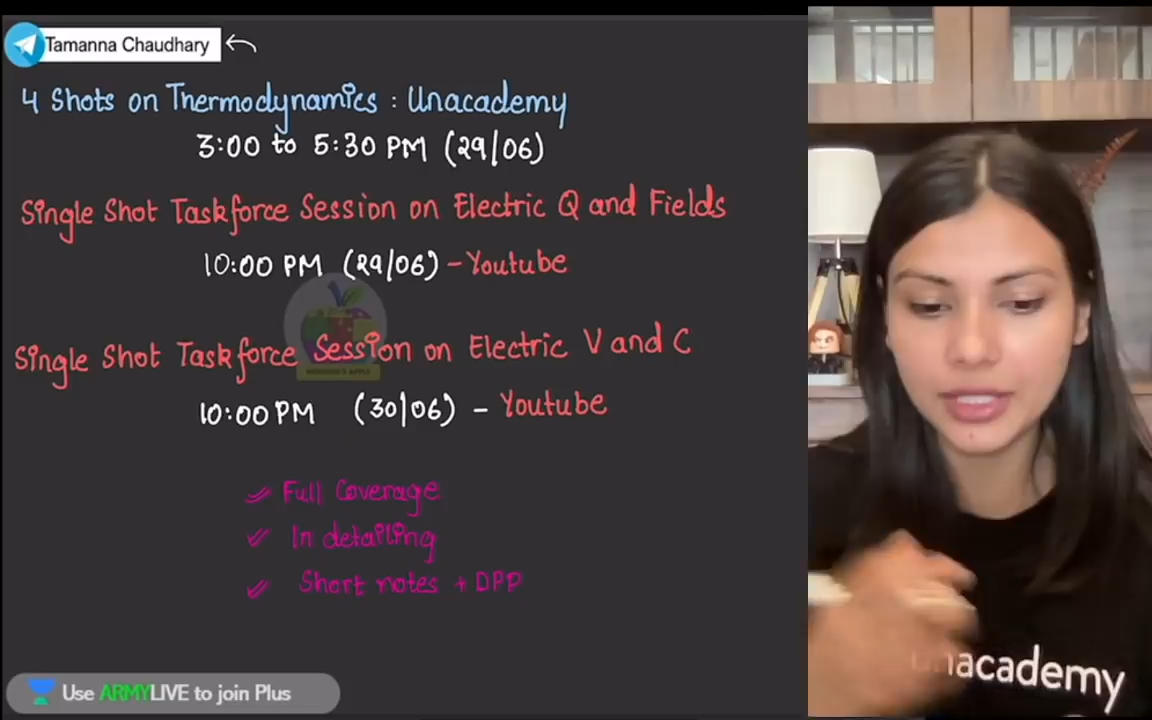 Tamanna Chaudhary
4 Shots on Thermodynamics : Unacademy
3:00 to 5:30 PM (29/06)
Single Shot Taskforce Session on Electric Q and Fields
10:00 PM (29/06) - Youtube
Single Shot Taskforce Session on Electric V and C
10:00 PM (30/06) - Youtube
Full Coverage
In detailing
Short notes + DPP
Use ARMYLIVE to join Plus
unacademy